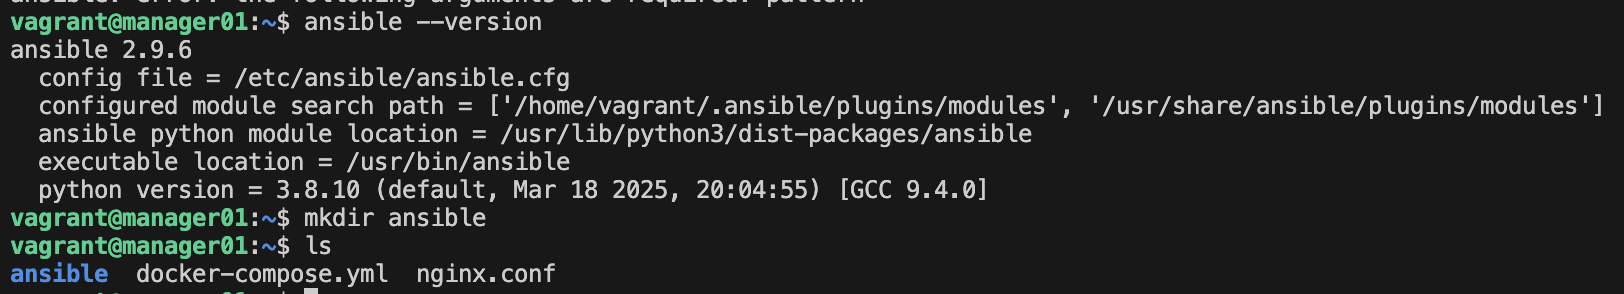 vagrant@manager01:~$ ansible --version
ansible 2.9.6
  config file = /etc/ansible/ansible.cfg
  configured module search path = ['/home/vagrant/.ansible/plugins/modules', '/usr/share/ansible/plugins/modules']
  ansible python module location = /usr/lib/python3/dist-packages/ansible
  executable location = /usr/bin/ansible
  python version = 3.8.10 (default, Mar 18 2025, 20:04:55) [GCC 9.4.0]
vagrant@manager01:~$ mkdir ansible
vagrant@manager01:~$ ls
ansible  docker-compose.yml  nginx.conf